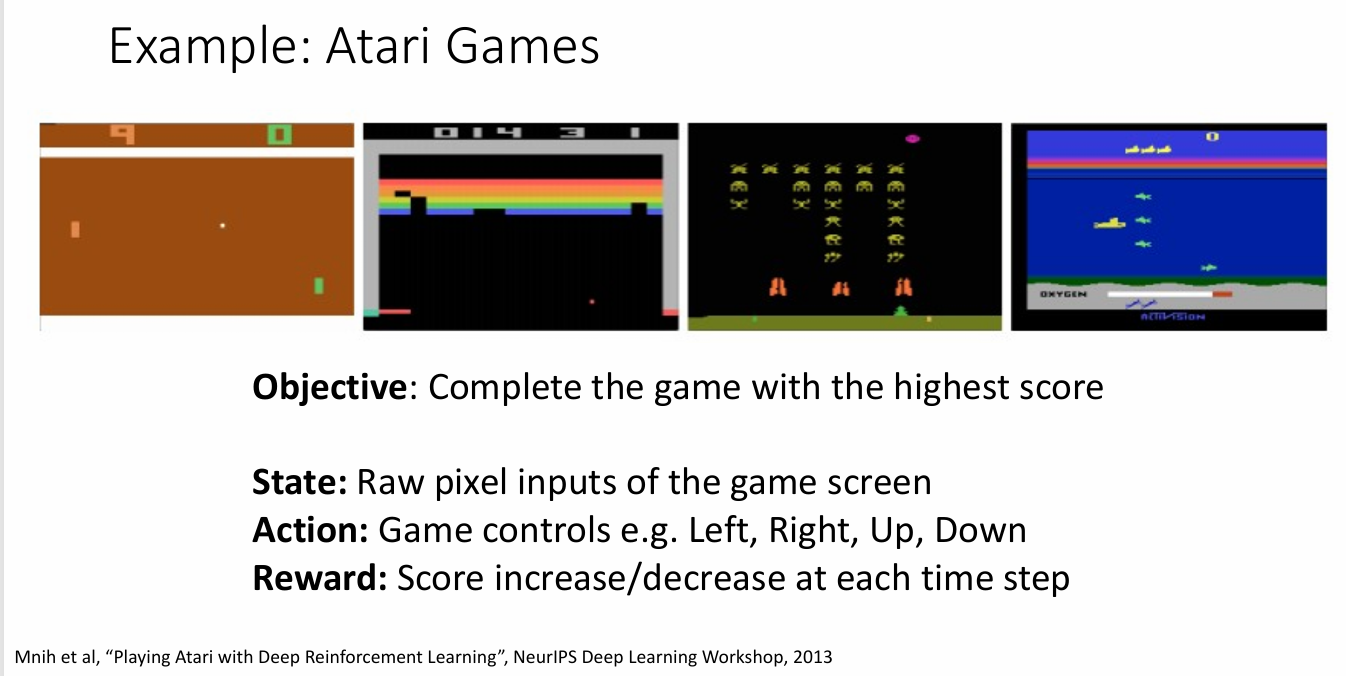 Example: Atari Games
9 0
014 3 1
0
OXYGEN
ACTIVISION
Objective: Complete the game with the highest score
State: Raw pixel inputs of the game screen
Action: Game controls e.g. Left, Right, Up, Down
Reward: Score increase/decrease at each time step
Mnih et al, “Playing Atari with Deep Reinforcement Learning”, NeurIPS Deep Learning Workshop, 2013